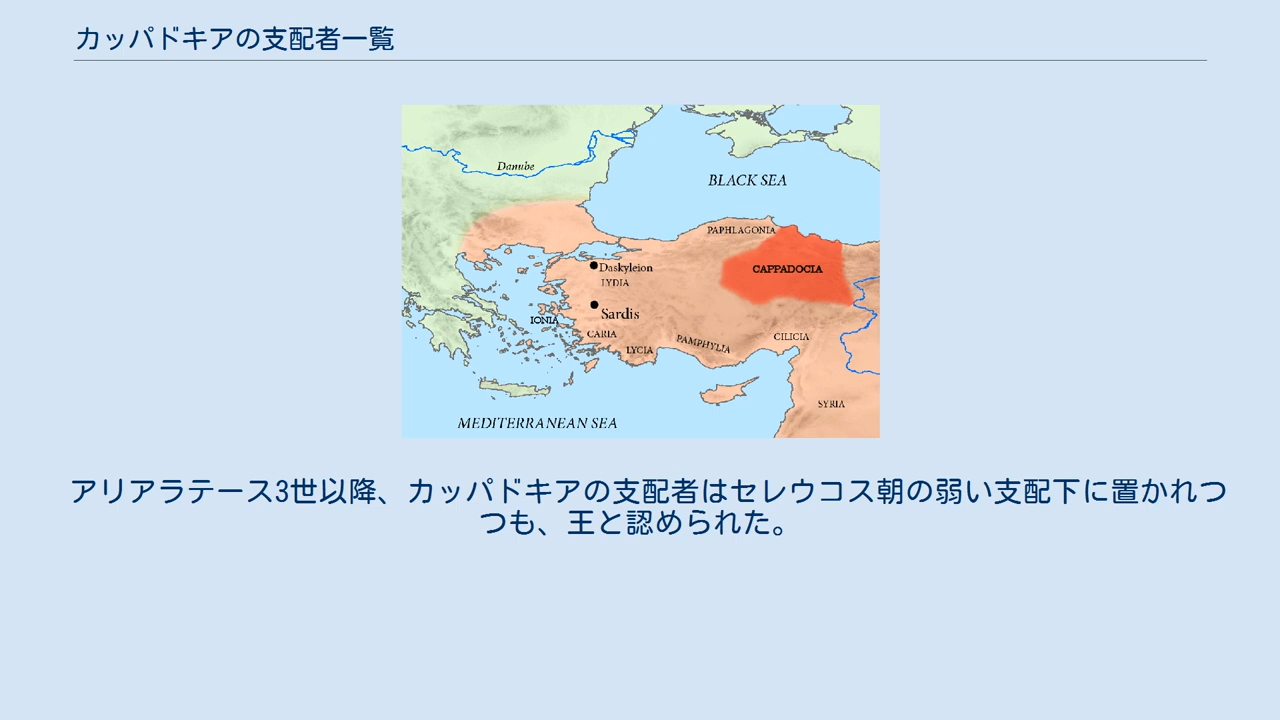 カッパドキアの支配者一覧
Danube
BLACK SEA
PAPHLAGONIA
CAPPADOCIA
Daskyleion
LYDIA
Sardis
IONIA
CARIA
LYCIA
PAMPHYLIA
CILICIA
SYRIA
MEDITERRANEAN SEA
アリアラテース3世以降、カッパドキアの支配者はセレウコス朝の弱い支配下に置かれつ
つも、王と認められた。